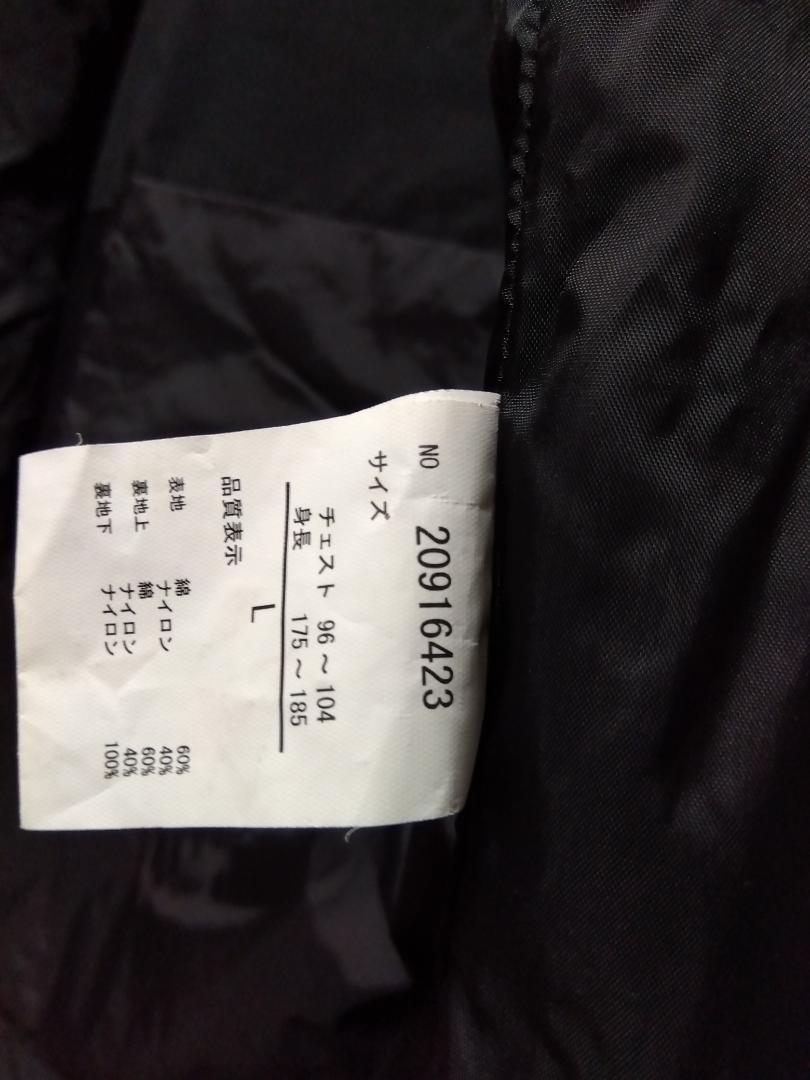 NO 20916423
サイズ
チェスト 96～104
身長 175～185
L
品質表示
表地 綿 60%
ナイロン 40%
裏地上 綿 60%
ナイロン 40%
裏地下 ナイロン 100%